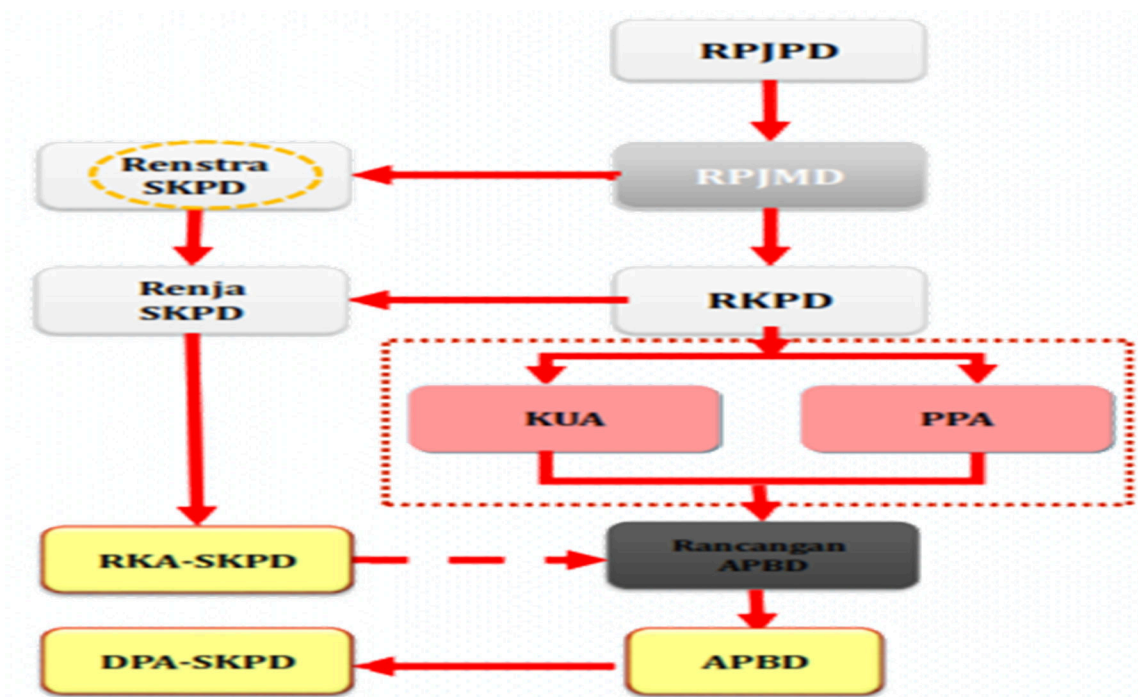 RPJPD
Renstra
SKPD
RPJMD
Renja
SKPD
RKPD
KUA
PPA
RKA-SKPD
Rancangan
APBD
DPA-SKPD
APBD